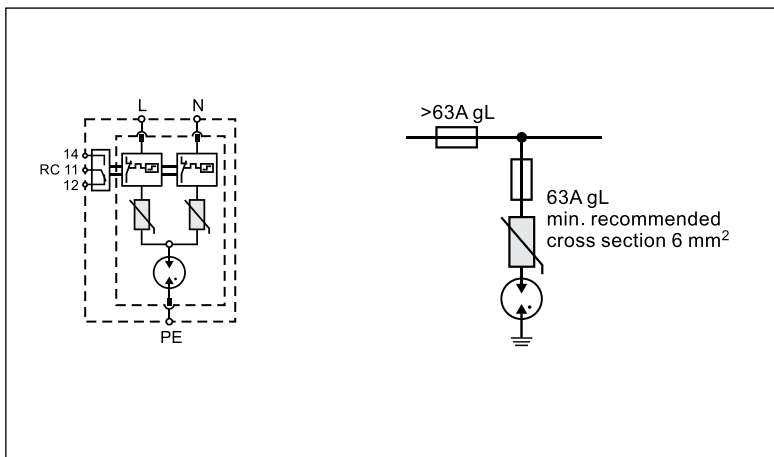 L N
14
RC 11
12
PE
>63A gL
63A gL
min. recommended
cross section 6 mm²